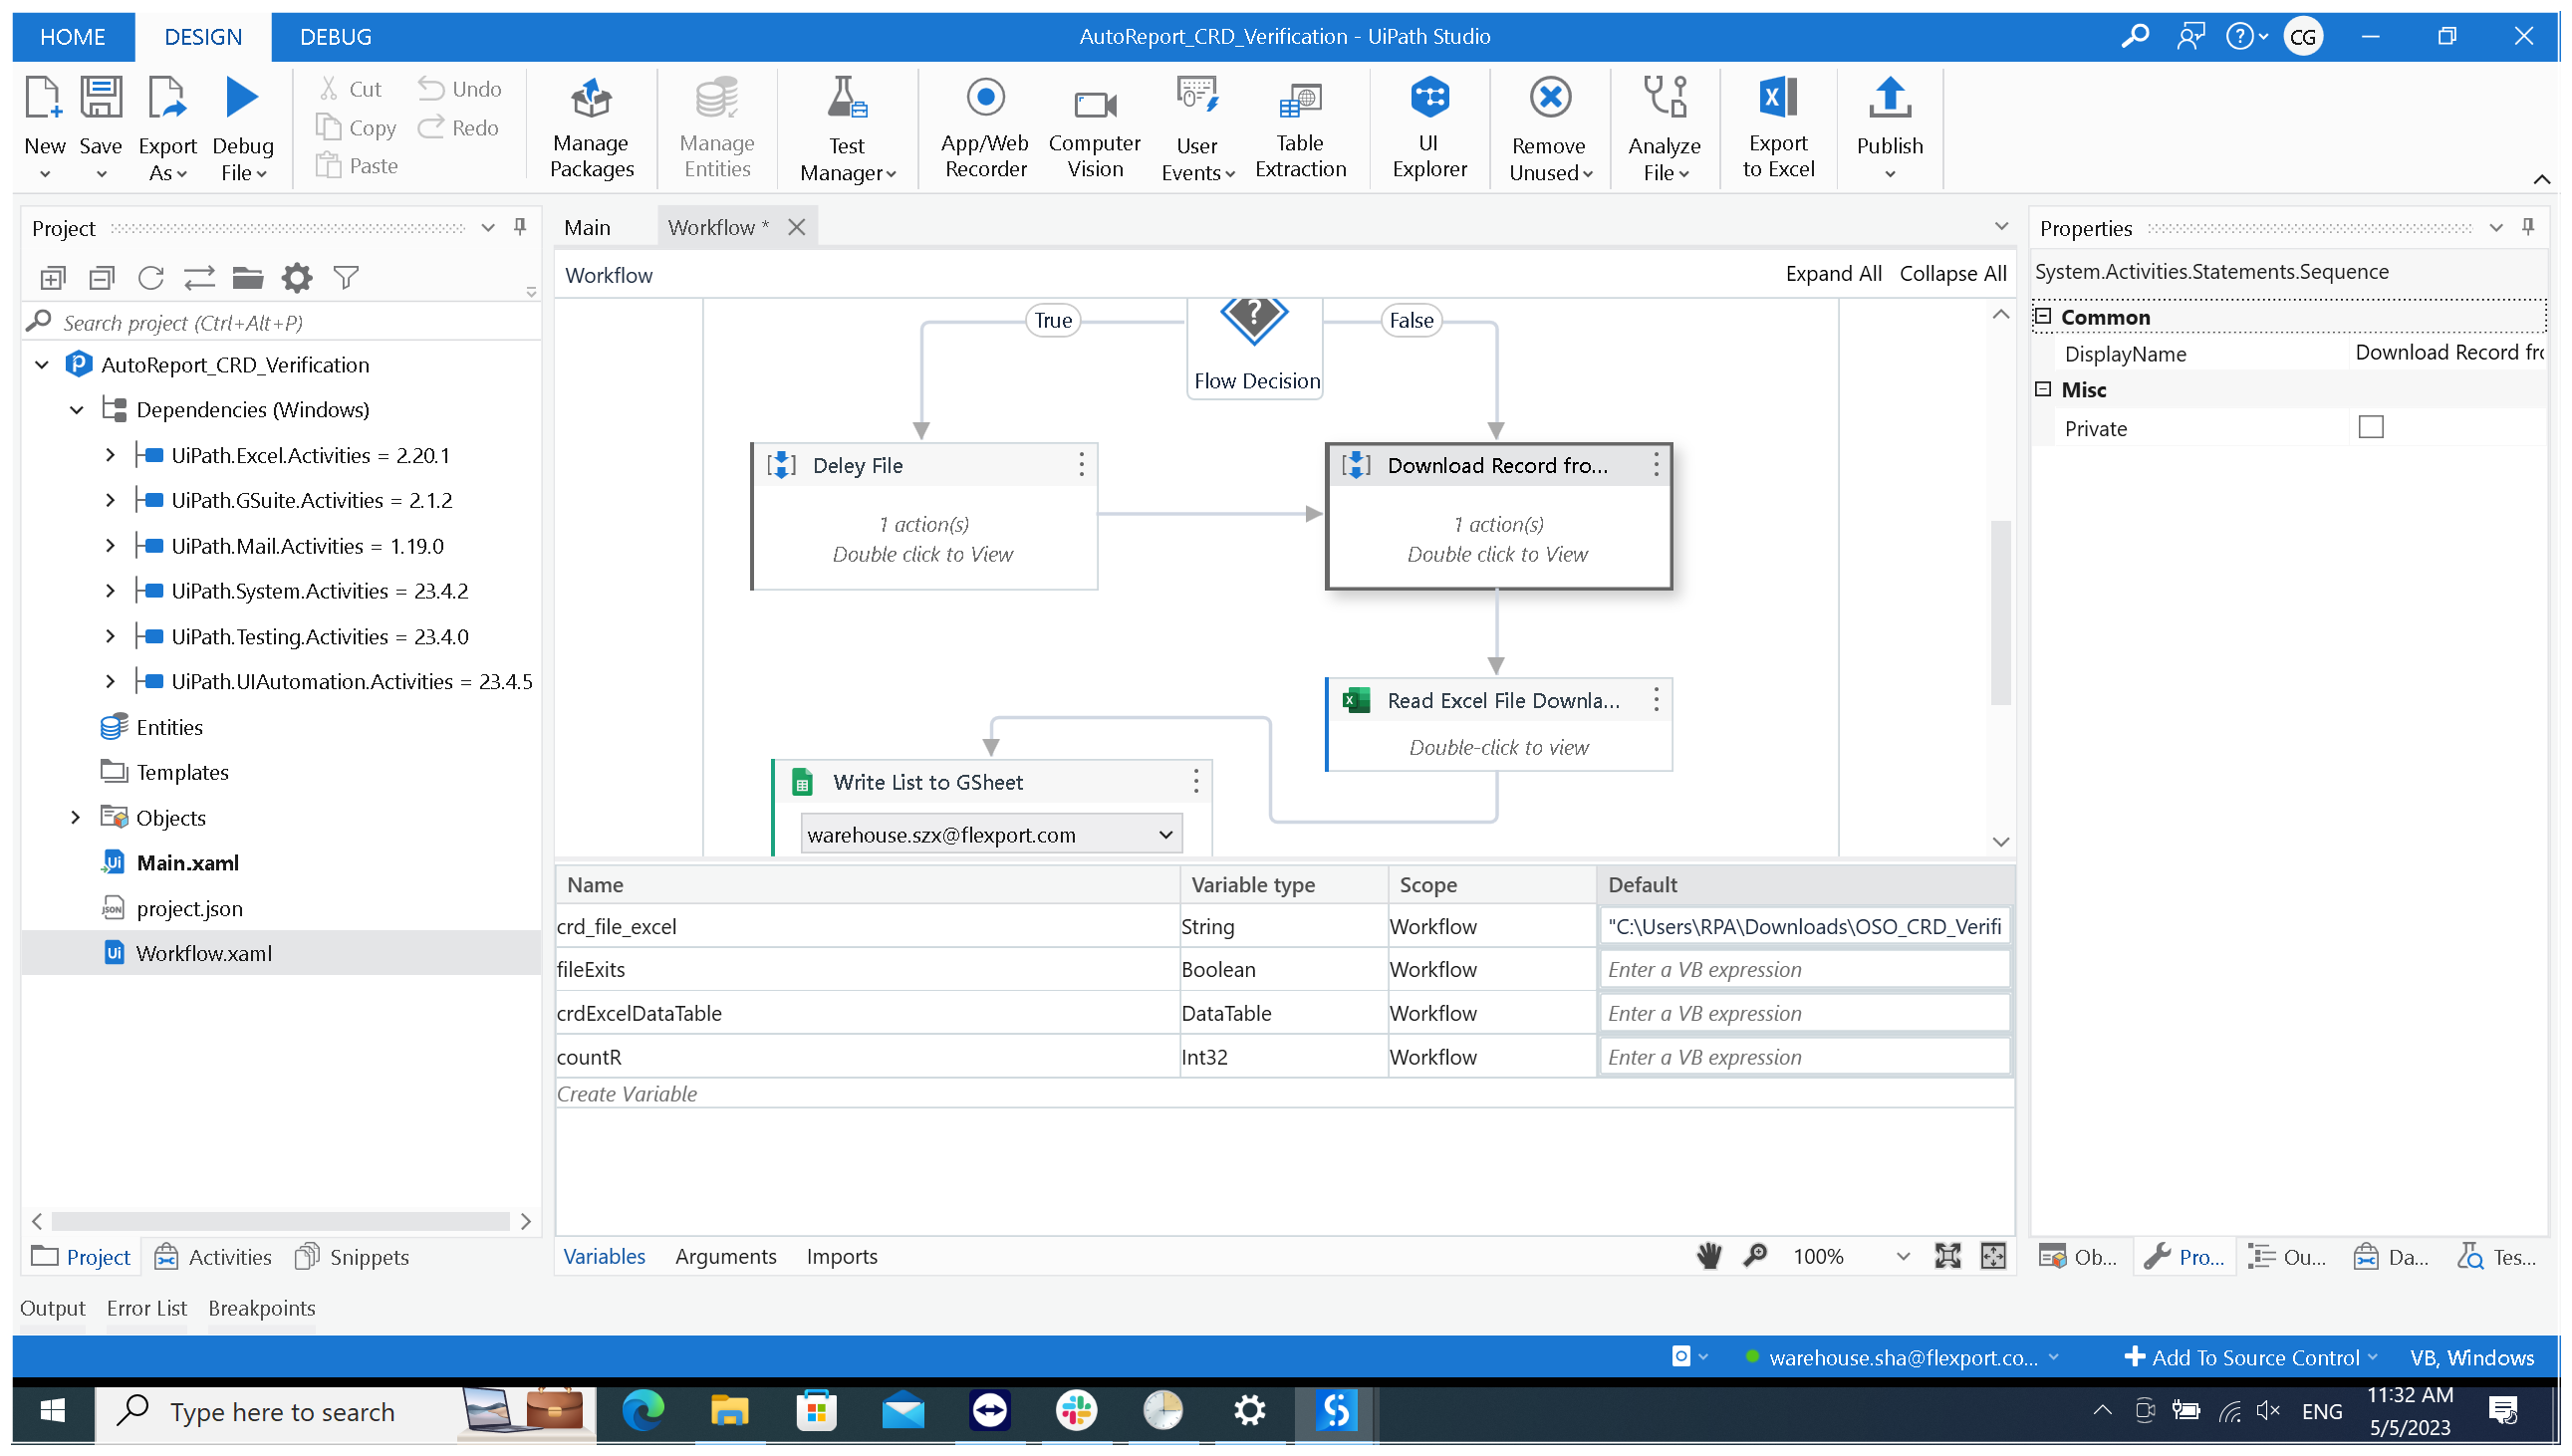 HOME DESIGN DEBUG AutoReport_CRD_Verification - UiPath Studio CG
New Save Export As Debug File
Cut Undo
Copy Redo
Paste
Manage Packages
Manage Entities
Test Manager
App/Web Recorder
Computer Vision
User Events
Table Extraction
UI Explorer
Remove Unused
Analyze File
Export to Excel
Publish
Project
Search project (Ctrl+Alt+P)
AutoReport_CRD_Verification
Dependencies (Windows)
UiPath.Excel.Activities = 2.20.1
UiPath.GSuite.Activities = 2.1.2
UiPath.Mail.Activities = 1.19.0
UiPath.System.Activities = 23.4.2
UiPath.Testing.Activities = 23.4.0
UiPath.UIAutomation.Activities = 23.4.5
Entities
Templates
Objects
Main.xaml
project.json
Workflow.xaml
Project Activities Snippets
Main Workflow *
Workflow Expand All Collapse All
True False
Flow Decision
Deley File
1 action(s)
Double click to View
Download Record fro...
1 action(s)
Double click to View
Read Excel File Downla...
Double-click to view
Write List to GSheet
warehouse.szx@flexport.com
Name Variable type Scope Default
crd_file_excel String Workflow "C:\Users\RPA\Downloads\OSO_CRD_Verifi
fileExits Boolean Workflow Enter a VB expression
crdExcelDataTable DataTable Workflow Enter a VB expression
countR Int32 Workflow Enter a VB expression
Create Variable
Variables Arguments Imports 100%
Properties
System.Activities.Statements.Sequence
Common
DisplayName Download Record fr
Misc
Private
Ob... Pro... Ou... Da... Tes...
Output Error List Breakpoints
warehouse.sha@flexport.co... Add To Source Control VB, Windows
Type here to search
ENG
11:32 AM
5/5/2023